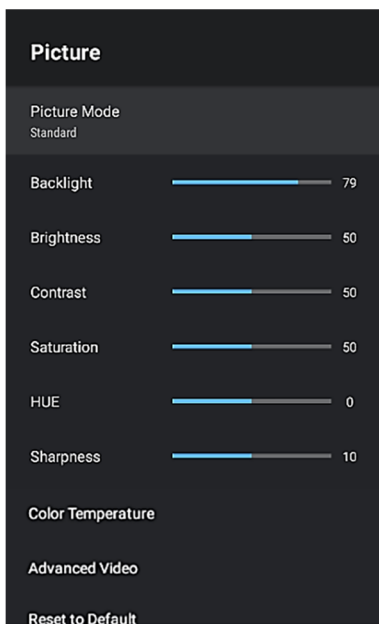 Picture
Picture Mode
Standard
Backlight 79
Brightness 50
Contrast 50
Saturation 50
HUE 0
Sharpness 10
Color Temperature
Advanced Video
Reset to Default